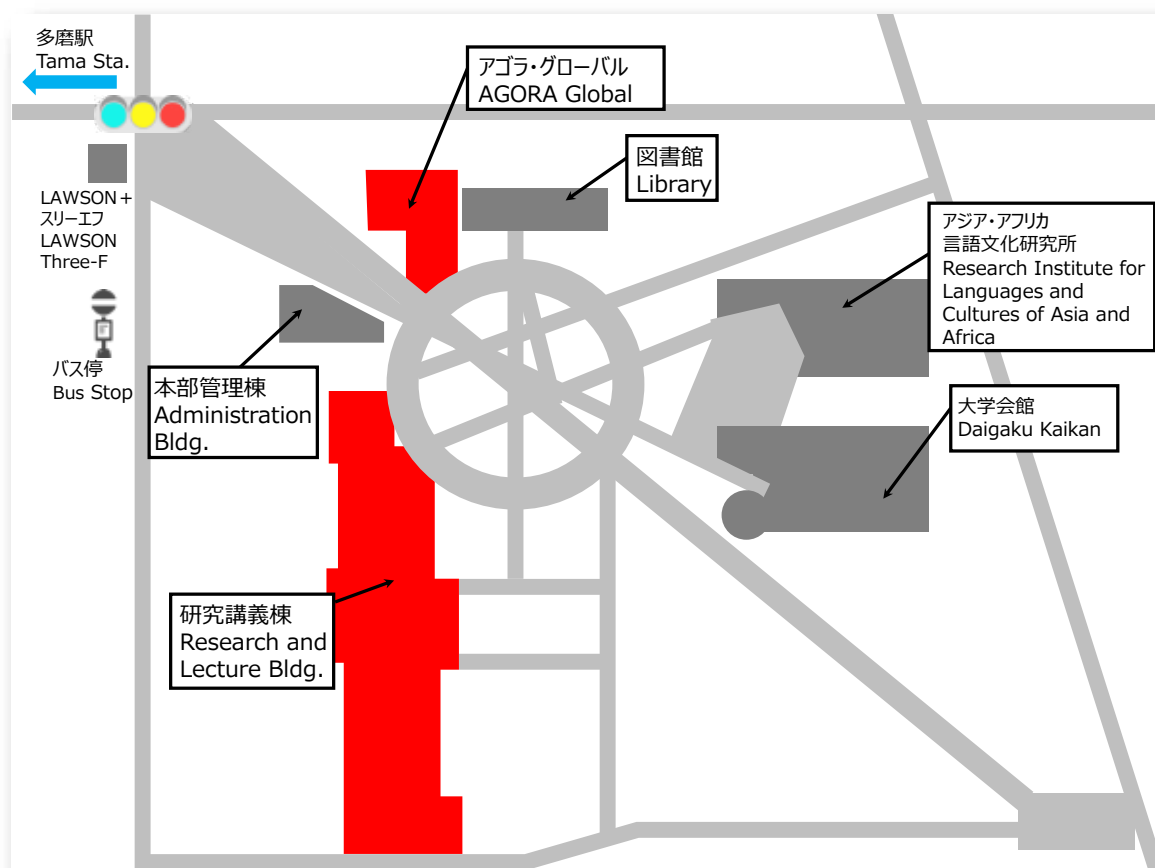 多磨駅
Tama Sta.
アゴラ・グローバル
AGORA Global
図書館
Library
LAWSON＋
スリーエフ
LAWSON
Three-F
アジア・アフリカ
言語文化研究所
Research Institute for
Languages and
Cultures of Asia and
Africa
バス停
Bus Stop
本部管理棟
Administration
Bldg.
大学会館
Daigaku Kaikan
研究講義棟
Research and
Lecture Bldg.